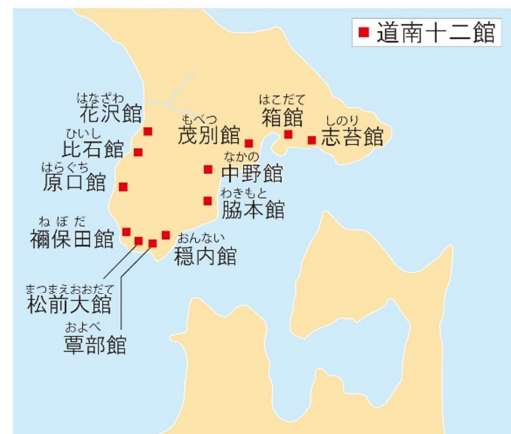 ■道南十二館
はなざわ
花沢館
ひいし
比石館
はらぐち
原口館
ねぼだ
禰保田館
まつまえおおだて
松前大館
およべ
覃部館
おんない
穏内館
わきもと
脇本館
なかの
中野館
もべつ
茂別館
はこだて
箱館
しのり
志苔館